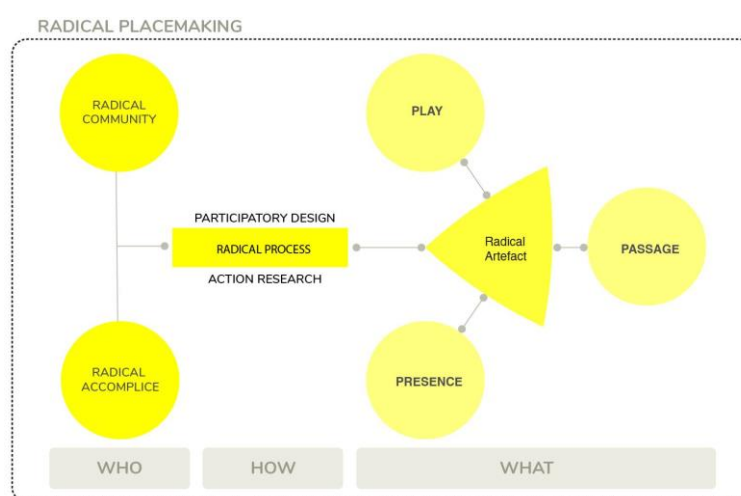 RADICAL PLACEMAKING
RADICAL
COMMUNITY
RADICAL
ACCOMPLICE
PARTICIPATORY DESIGN
RADICAL PROCESS
ACTION RESEARCH
PLAY
Radical
Artefact
PASSAGE
PRESENCE
WHO
HOW
WHAT